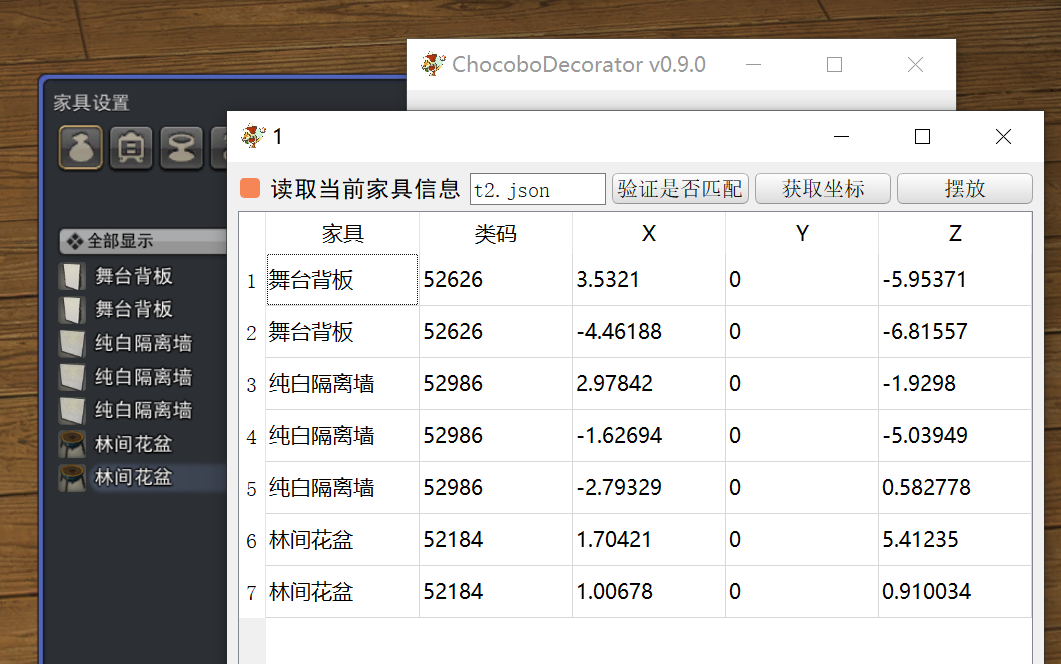 ChocoboDecorator v0.9.0
家具设置
全部显示
舞台背板
舞台背板
纯白隔离墙
纯白隔离墙
纯白隔离墙
林间花盆
林间花盆
1
读取当前家具信息 t2.json 验证是否匹配 获取坐标 摆放
家具 类码 X Y Z
1 舞台背板 52626 3.5321 0 -5.95371
2 舞台背板 52626 -4.46188 0 -6.81557
3 纯白隔离墙 52986 2.97842 0 -1.9298
4 纯白隔离墙 52986 -1.62694 0 -5.03949
5 纯白隔离墙 52986 -2.79329 0 0.582778
6 林间花盆 52184 1.70421 0 5.41235
7 林间花盆 52184 1.00678 0 0.910034